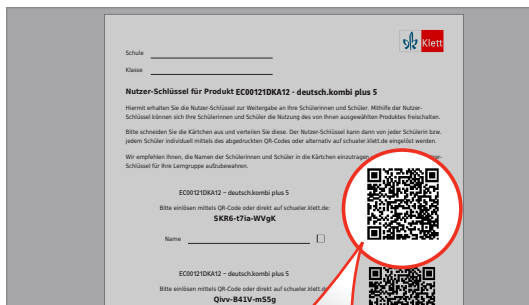 Klett
Schule
Klasse
Nutzer-Schlüssel für Produkt EC00121DKA12 - deutsch.kombi plus 5
Hiermit erhalten Sie die Nutzer-Schlüssel zur Weitergabe an Ihre Schülerinnen und Schüler. Mithilfe der Nutzer-
Schlüssel können sich Ihre Schülerinnen und Schüler die Nutzung des von Ihnen ausgewählten Produktes freischalten.
Bitte schneiden Sie die Kärtchen aus und verteilen Sie diese. Der Nutzer-Schlüssel kann dann von jeder Schülerin bzw.
jedem Schüler individuell mittels des abgedruckten QR-Codes oder alternativ auf schueler.klett.de eingelöst werden.
Wir empfehlen Ihnen, die Namen der Schülerinnen und Schüler in die Kärtchen einzutragen
Schlüssel für Ihre Lerngruppe aufzubewahren.
EC00121DKA12 – deutsch.kombi plus 5
Bitte einlösen mittels QR-Code oder direkt auf schueler.klett.de:
SKR6-t7ia-WVgK
Name
EC00121DKA12 – deutsch.kombi plus 5
Bitte einlösen mittels QR-Code oder direkt auf schueler.klett.de
Qivv-B41V-mS5g